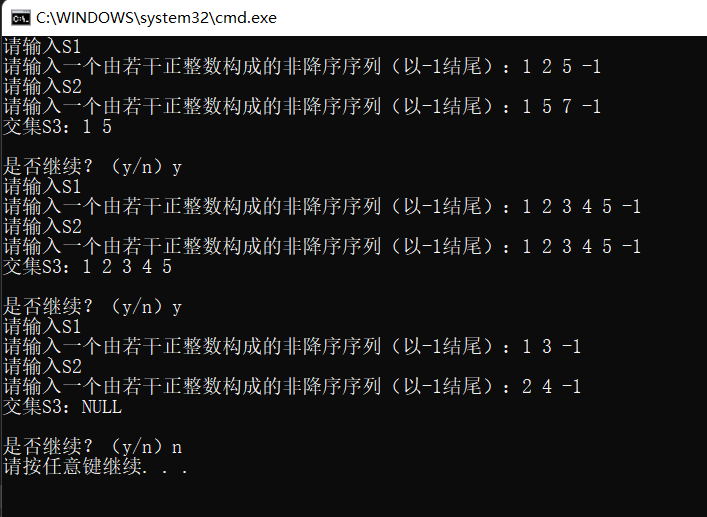 C:\WINDOWS\system32\cmd.exe
请输入S1
请输入一个由若干正整数构成的非降序序列（以-1结尾）：1 2 5 -1
请输入S2
请输入一个由若干正整数构成的非降序序列（以-1结尾）：1 5 7 -1
交集S3：1 5
是否继续？（y/n）y
请输入S1
请输入一个由若干正整数构成的非降序序列（以-1结尾）：1 2 3 4 5 -1
请输入S2
请输入一个由若干正整数构成的非降序序列（以-1结尾）：1 2 3 4 5 -1
交集S3：1 2 3 4 5
是否继续？（y/n）y
请输入S1
请输入一个由若干正整数构成的非降序序列（以-1结尾）：1 3 -1
请输入S2
请输入一个由若干正整数构成的非降序序列（以-1结尾）：2 4 -1
交集S3：NULL
是否继续？（y/n）n
请按任意键继续. . .